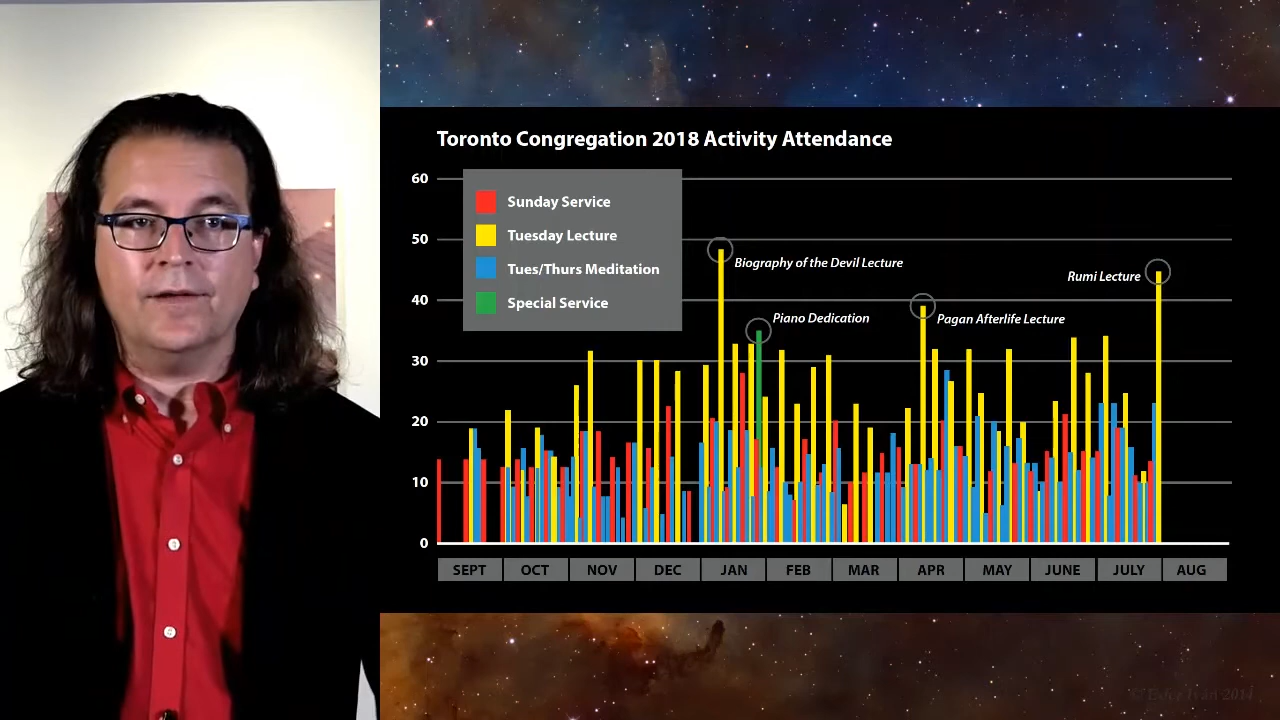 Toronto Congregation 2018 Activity Attendance
60
50
40
30
20
10
0
Sunday Service
Tuesday Lecture
Tues/Thurs Meditation
Special Service
Biography of the Devil Lecture
Piano Dedication
Pagan Afterlife Lecture
Rumi Lecture
SEPT OCT NOV DEC JAN FEB MAR APR MAY JUNE JULY AUG